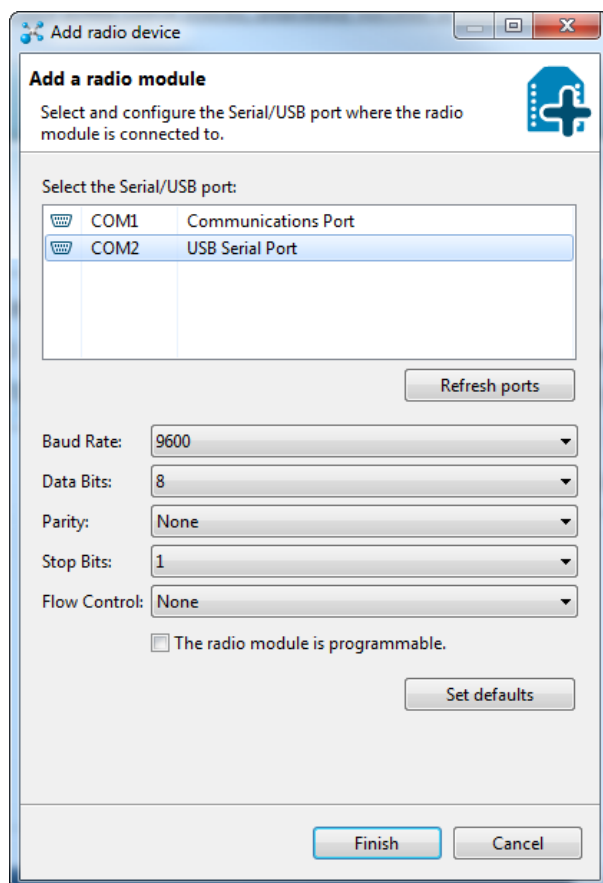 Add radio device
Add a radio module
Select and configure the Serial/USB port where the radio
module is connected to.
Select the Serial/USB port:
COM1 Communications Port
COM2 USB Serial Port
Refresh ports
Baud Rate: 9600
Data Bits: 8
Parity: None
Stop Bits: 1
Flow Control: None
The radio module is programmable.
Set defaults
Finish Cancel